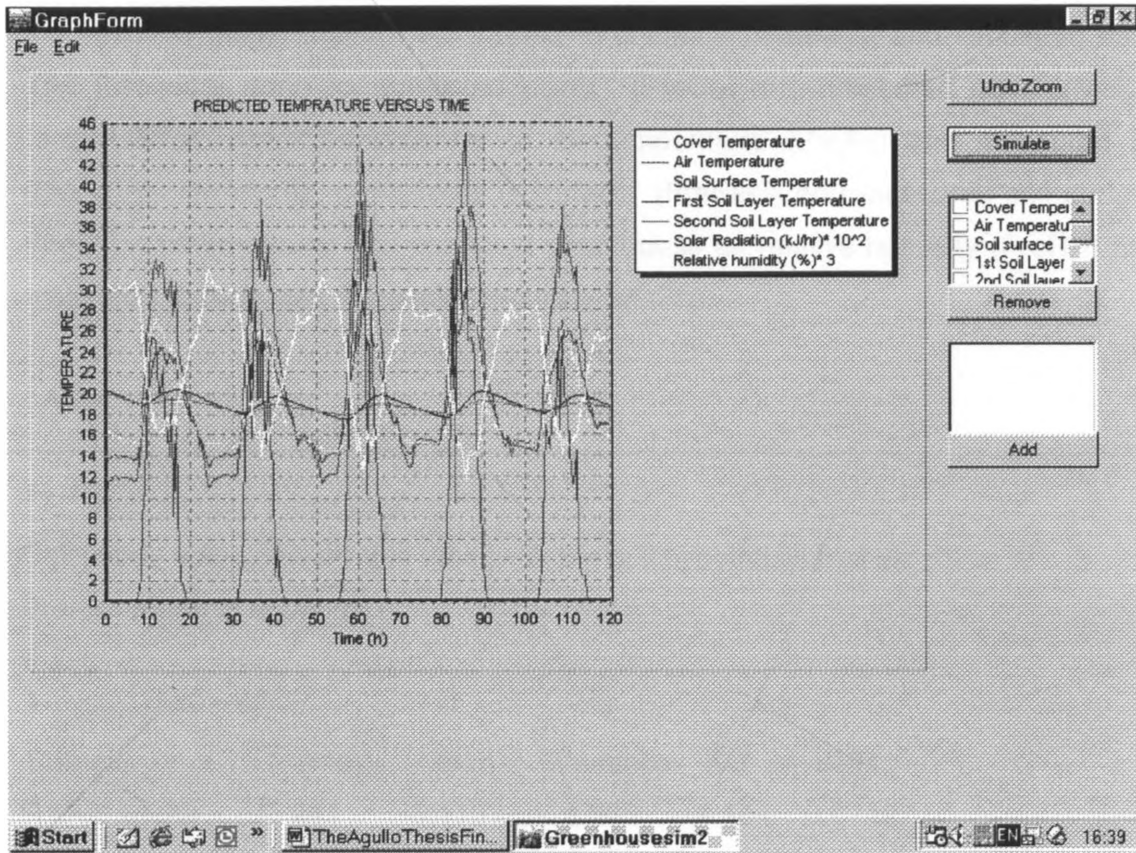 GraphForm
File Edit
PREDICTED TEMPRATURE VERSUS TIME
46
44
42
40
38
36
34
32
30
28
26
24
22
20
18
16
14
12
10
8
6
4
2
0
TEMPERATURE
0 10 20 30 40 50 60 70 80 90 100 110 120
Time (h)
Cover Temperature
Air Temperature
Soil Surface Temperature
First Soil Layer Temperature
Second Soil Layer Temperature
Solar Radiation (kJ/hr)* 10^2
Relative humidity (%)* 3
Undo Zoom
Simulate
Cover Temper
Air Temperatu
Soil surface T
1st Soil Layer
2nd Soil layer
Remove
Add
Start » TheAgulloThesisFin... Greenhousesim2 EN 16:39